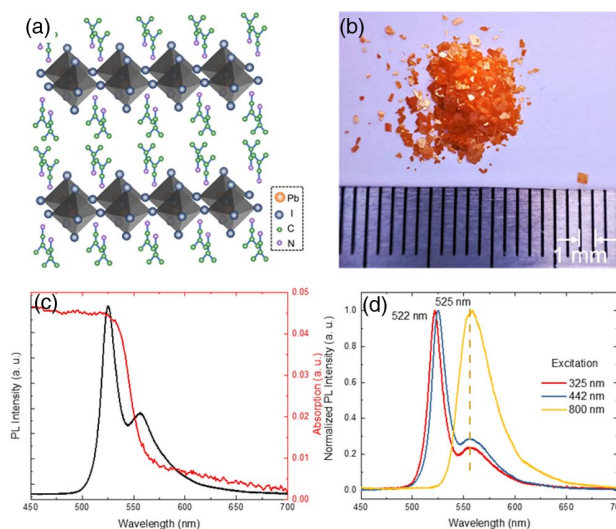 (a)
Pb
I
C
N
(b)
1 mm
(c)
PL Intensity (a. u.)
Absorption (a. u.)
0.05
0.04
0.03
0.02
0.01
0.00
450 500 550 600 650 700
Wavelength (nm)
(d)
525 nm
522 nm
Normalized PL Intensity (a. u.)
1.0
0.8
0.6
0.4
0.2
0.0
Excitation
325 nm
442 nm
800 nm
450 500 550 600 650
Wavelength (nm)